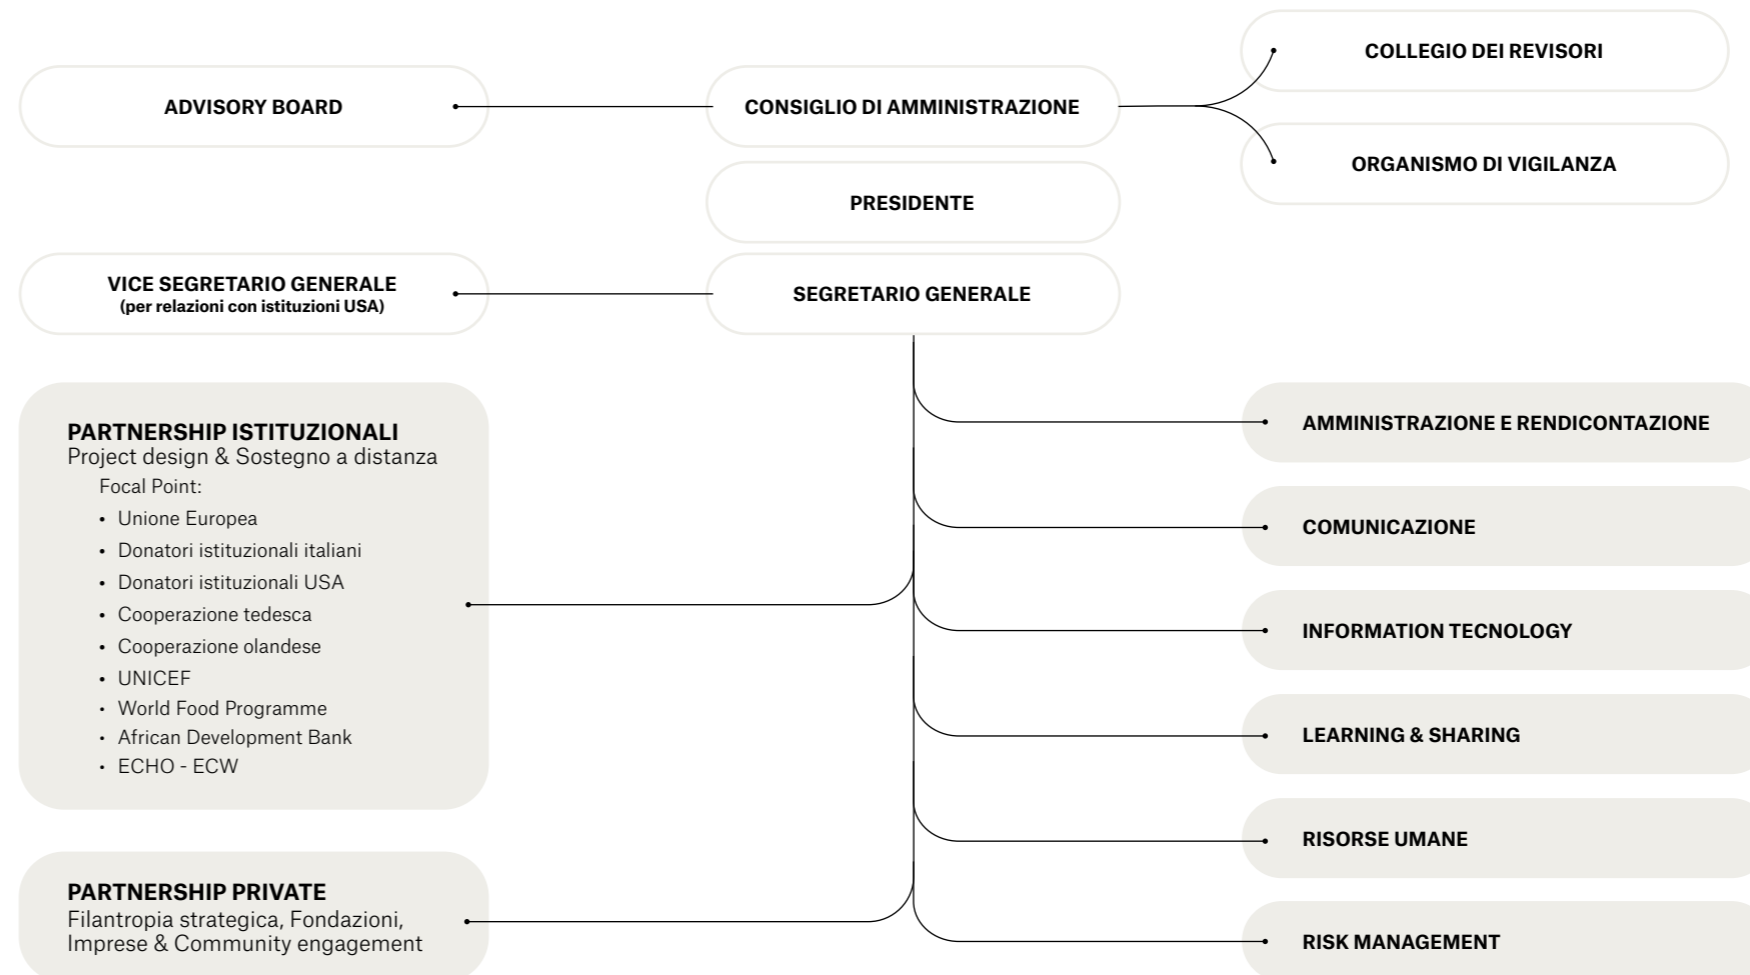 COLLEGIO DEI REVISORI
ADVISORY BOARD
CONSIGLIO DI AMMINISTRAZIONE
ORGANISMO DI VIGILANZA
PRESIDENTE
VICE SEGRETARIO GENERALE
(per relazioni con istituzioni USA)
SEGRETARIO GENERALE
PARTNERSHIP ISTITUZIONALI
Project design & Sostegno a distanza
Focal Point:
• Unione Europea
• Donatori istituzionali italiani
• Donatori istituzionali USA
• Cooperazione tedesca
• Cooperazione olandese
• UNICEF
• World Food Programme
• African Development Bank
• ECHO - ECW
PARTNERSHIP PRIVATE
Filantropia strategica, Fondazioni,
Imprese & Community engagement
AMMINISTRAZIONE E RENDICONTAZIONE
COMUNICAZIONE
INFORMATION TECNOLOGY
LEARNING & SHARING
RISORSE UMANE
RISK MANAGEMENT